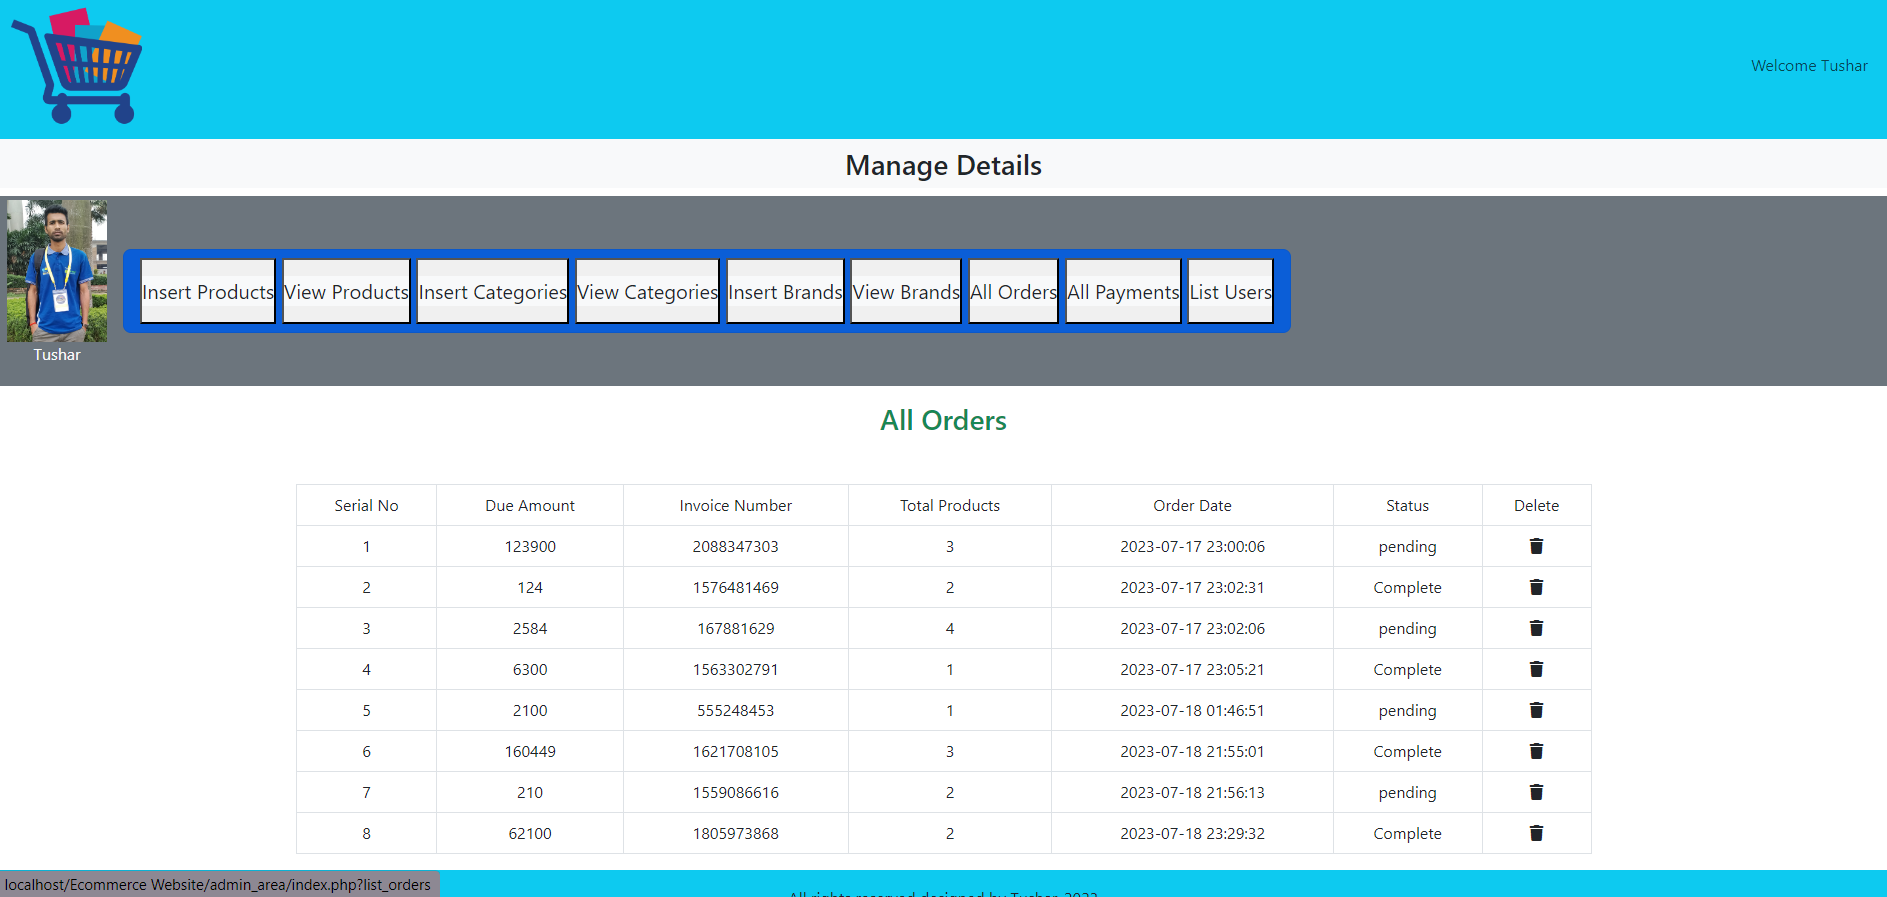 Welcome Tushar
Manage Details
Insert Products View Products Insert Categories View Categories Insert Brands View Brands All Orders All Payments List Users
Tushar
All Orders
Serial No Due Amount Invoice Number Total Products Order Date Status Delete
1 123900 2088347303 3 2023-07-17 23:00:06 pending
2 124 1576481469 2 2023-07-17 23:02:31 Complete
3 2584 167881629 4 2023-07-17 23:02:06 pending
4 6300 1563302791 1 2023-07-17 23:05:21 Complete
5 2100 555248453 1 2023-07-18 01:46:51 pending
6 160449 1621708105 3 2023-07-18 21:55:01 Complete
7 210 1559086616 2 2023-07-18 21:56:13 pending
8 62100 1805973868 2 2023-07-18 23:29:32 Complete
localhost/Ecommerce Website/admin_area/index.php?list_orders
All rights reserved designed by Tushar